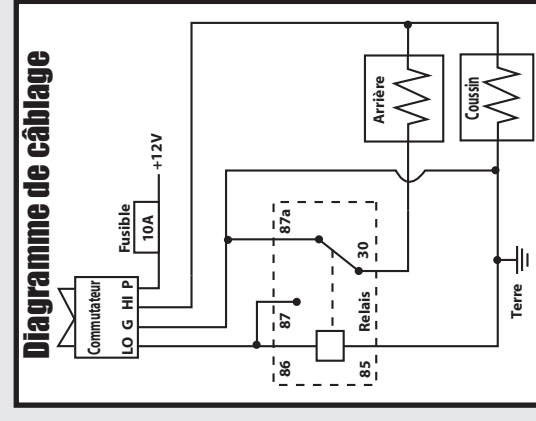 Diagramme de câblage
Commutateur
LO G HI P
Fusible
10A
+12V
86
87
87a
85
Relais
30
Arrière
Coussin
Terre